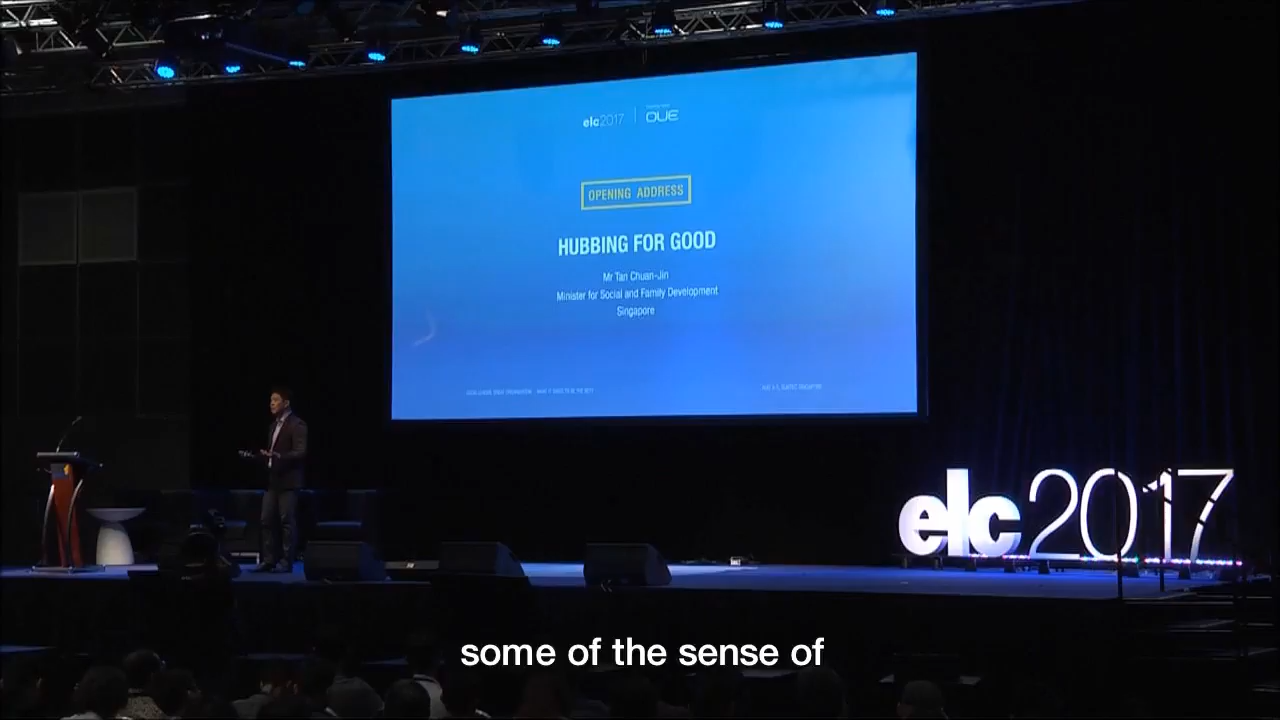 elc2017 | OUE
OPENING ADDRESS
HUBBING FOR GOOD
Mr Tan Chuan-Jin
Minister for Social and Family Development
Singapore
elc2017
some of the sense of